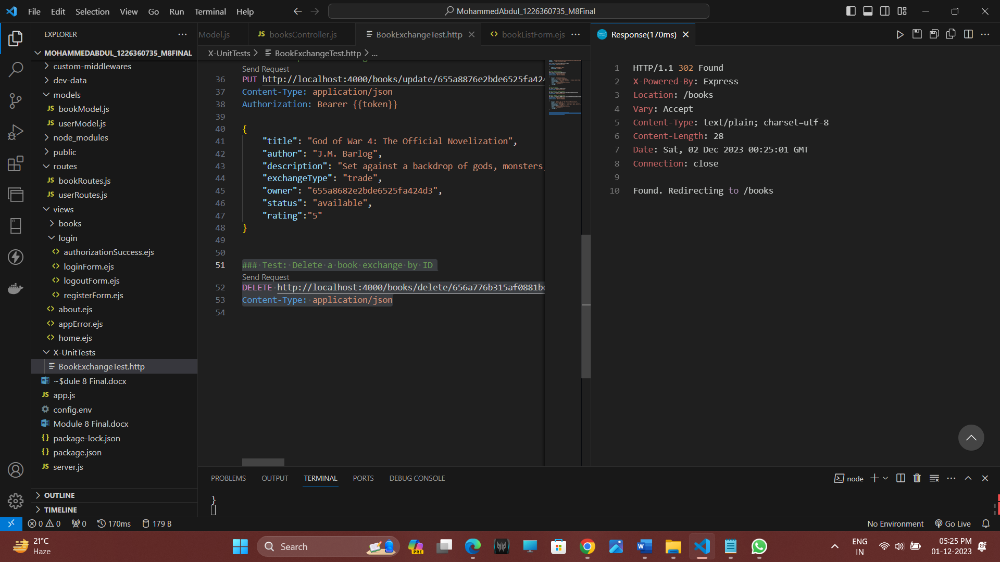 File Edit Selection View Go Run Terminal Help
MohammedAbdul_1226360735_M8Final
EXPLORER
MOHAMMEDABDUL_1226360735_M8FINAL
custom-middlewares
dev-data
models
JS bookModel.js
JS userModel.js
node_modules
public
routes
JS bookRoutes.js
JS userRoutes.js
views
books
login
authorizationSuccess.ejs
loginForm.ejs
logoutForm.ejs
registerForm.ejs
about.ejs
appError.ejs
home.ejs
X-UnitTests
BookExchangeTest.http
~$dule 8 Final.docx
JS app.js
config.env
Module 8 Final.docx
{} package-lock.json
{} package.json
JS server.js
OUTLINE
TIMELINE
Model.js
JS booksController.js
BookExchangeTest.http
bookListForm.ejs
X-UnitTests > BookExchangeTest.http > ...
Send Request
36 PUT http://localhost:4000/books/update/655a8876e2bde6525fa424
37 Content-Type: application/json
38 Authorization: Bearer {{token}}
39
40 {
41 "title": "God of War 4: The Official Novelization",
42 "author": "J.M. Barlog",
43 "description": "Set against a backdrop of gods, monsters,
44 "exchangeType": "trade",
45 "owner": "655a8682e2bde6525fa424d3",
46 "status": "available",
47 "rating":"5"
48 }
49
50
51 ### Test: Delete a book exchange by ID
Send Request
52 DELETE http://localhost:4000/books/delete/656a776b315af0881be
53 Content-Type: application/json
54
Response(170ms)
1 HTTP/1.1 302 Found
2 X-Powered-By: Express
3 Location: /books
4 Vary: Accept
5 Content-Type: text/plain; charset=utf-8
6 Content-Length: 28
7 Date: Sat, 02 Dec 2023 00:25:01 GMT
8 Connection: close
9
10 Found. Redirecting to /books
PROBLEMS OUTPUT TERMINAL PORTS DEBUG CONSOLE
node
}
0 0 0 170ms 179 B
No Environment Go Live
21°C
Haze
Search
PRE
ENG
IN
05:25 PM
01-12-2023